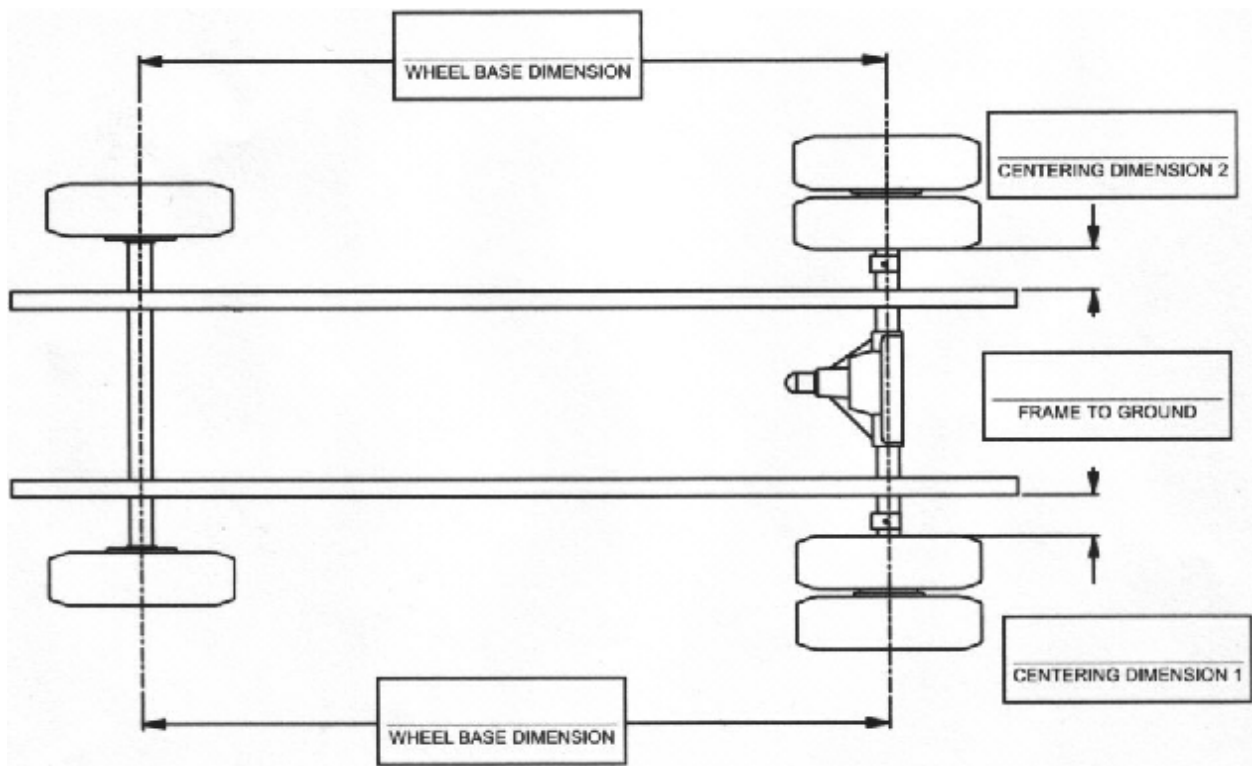 WHEEL BASE DIMENSION
CENTERING DIMENSION 2
FRAME TO GROUND
CENTERING DIMENSION 1
WHEEL BASE DIMENSION